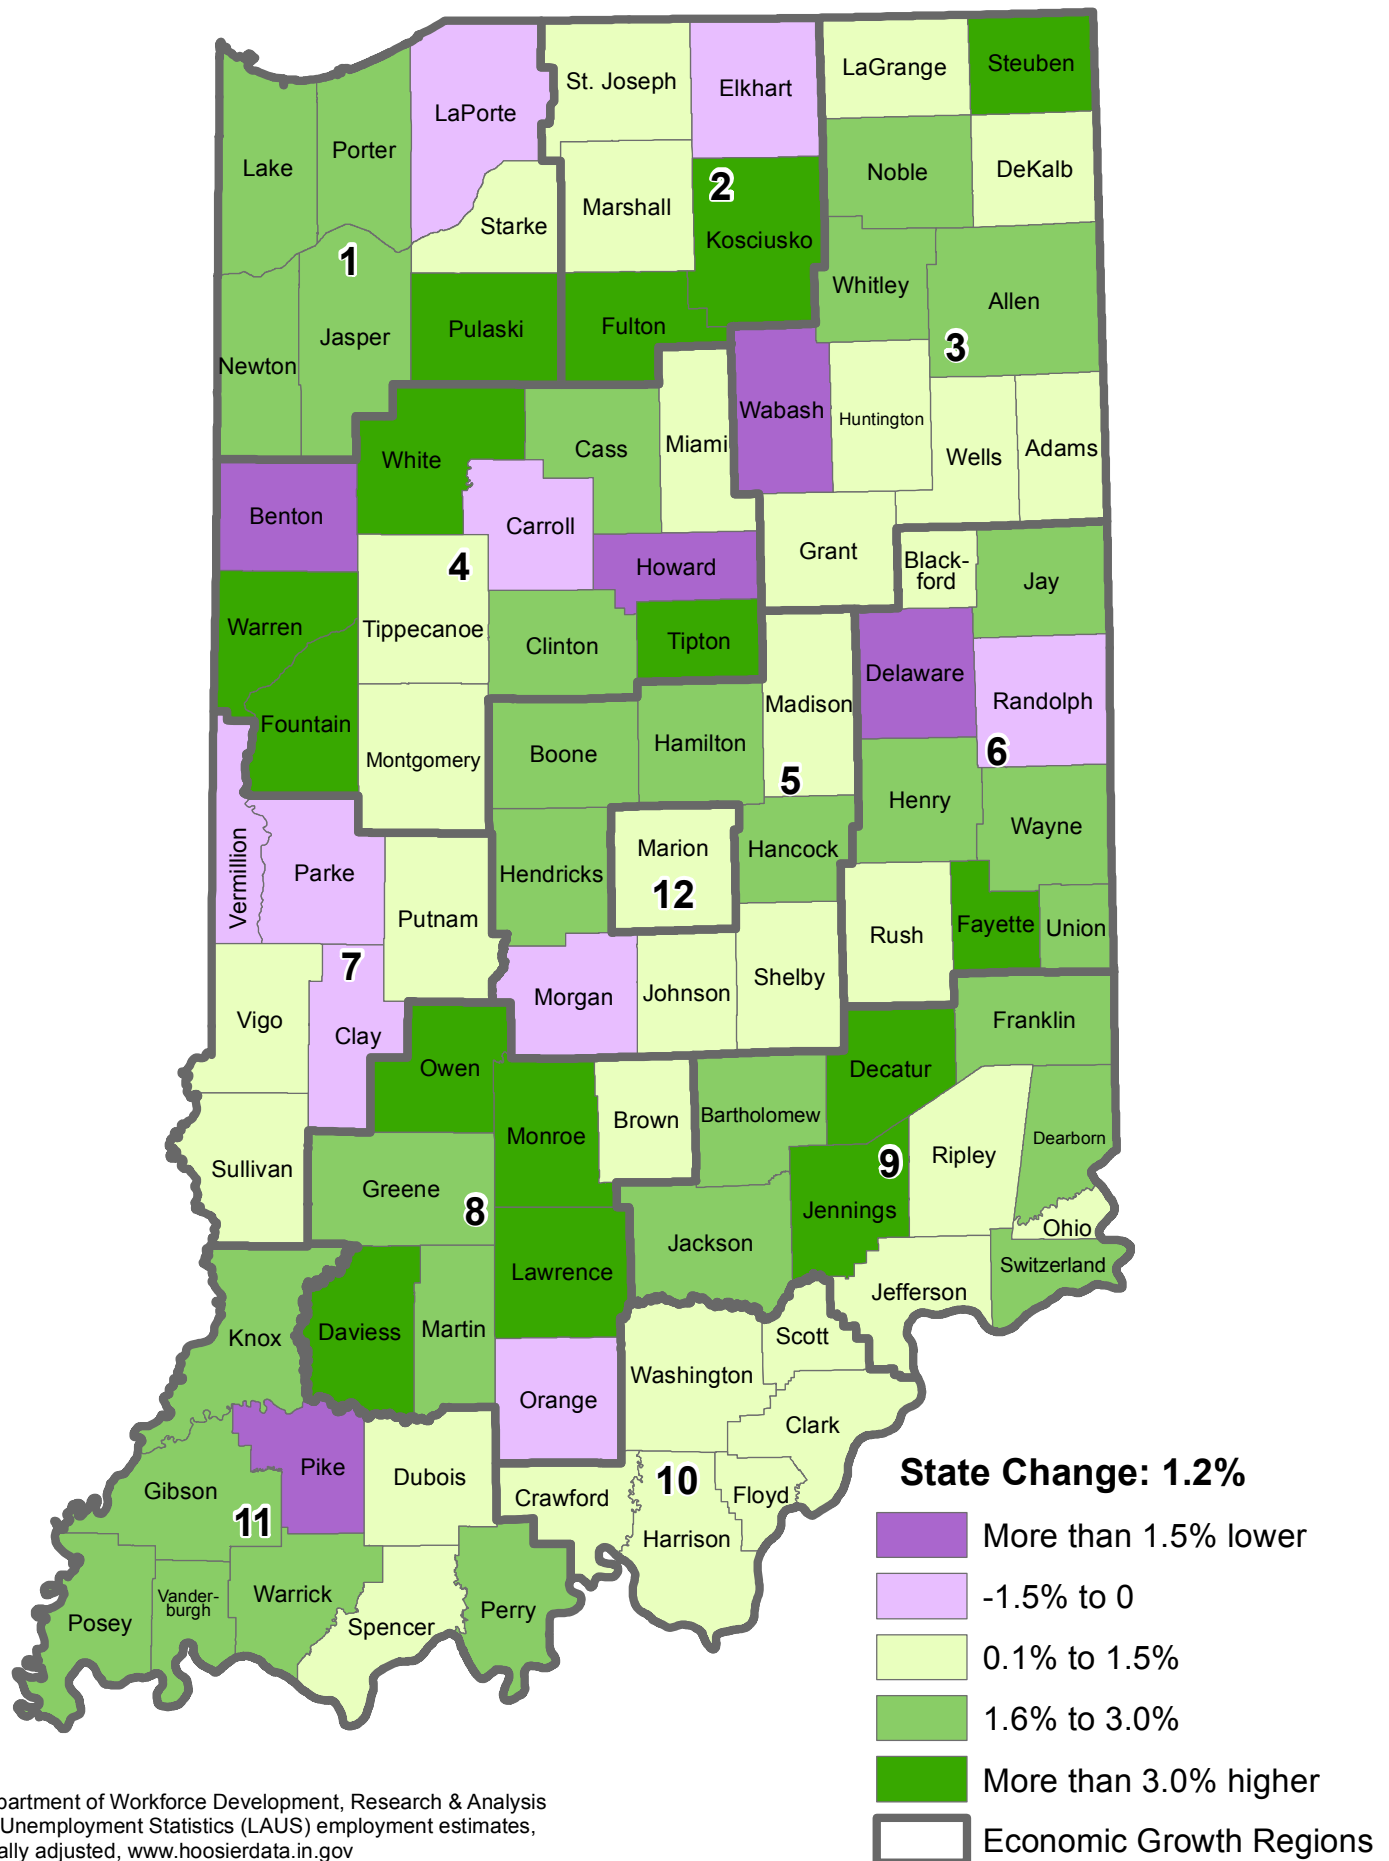 LaPorte
St. Joseph
Elkhart
LaGrange
Steuben
Lake
Porter
Noble
DeKalb
Starke
Marshall
2
Kosciusko
1
Whitley
Allen
Newton
Jasper
Pulaski
Fulton
3
Wabash
Huntington
White
Cass
Miami
Wells
Adams
Benton
Carroll
Grant
Black-
ford
Jay
4
Howard
Warren
Tippecanoe
Clinton
Tipton
Delaware
Randolph
Fountain
Montgomery
Boone
Hamilton
Madison
5
6
Henry
Wayne
Vermillion
Parke
Putnam
Hendricks
Marion
12
Hancock
Rush
Fayette
Union
7
Vigo
Clay
Morgan
Johnson
Shelby
Franklin
Owen
Monroe
Brown
Bartholomew
Decatur
Dearborn
Sullivan
Greene
8
9
Ripley
Jennings
Ohio
Jackson
Switzerland
Lawrence
Jefferson
Knox
Daviess
Martin
Scott
Orange
Washington
Clark
Pike
Dubois
Crawford
10
Floyd
Harrison
Gibson
11
Posey
Vander-
burgh
Warrick
Spencer
Perry
State Change: 1.2%
More than 1.5% lower
-1.5% to 0
0.1% to 1.5%
1.6% to 3.0%
More than 3.0% higher
Economic Growth Regions
partment of Workforce Development, Research & Analysis
Unemployment Statistics (LAUS) employment estimates,
ally adjusted, www.hoosierdata.in.gov